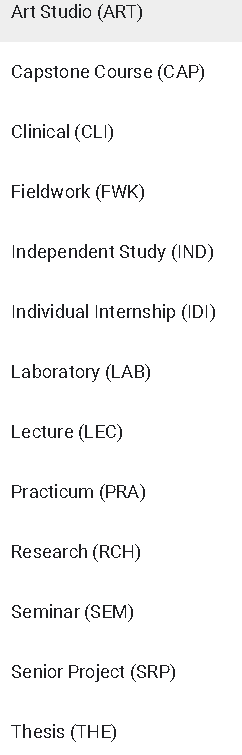 Art Studio (ART)
Capstone Course (CAP)
Clinical (CLI)
Fieldwork (FWK)
Independent Study (IND)
Individual Internship (IDI)
Laboratory (LAB)
Lecture (LEC)
Practicum (PRA)
Research (RCH)
Seminar (SEM)
Senior Project (SRP)
Thesis (THE)